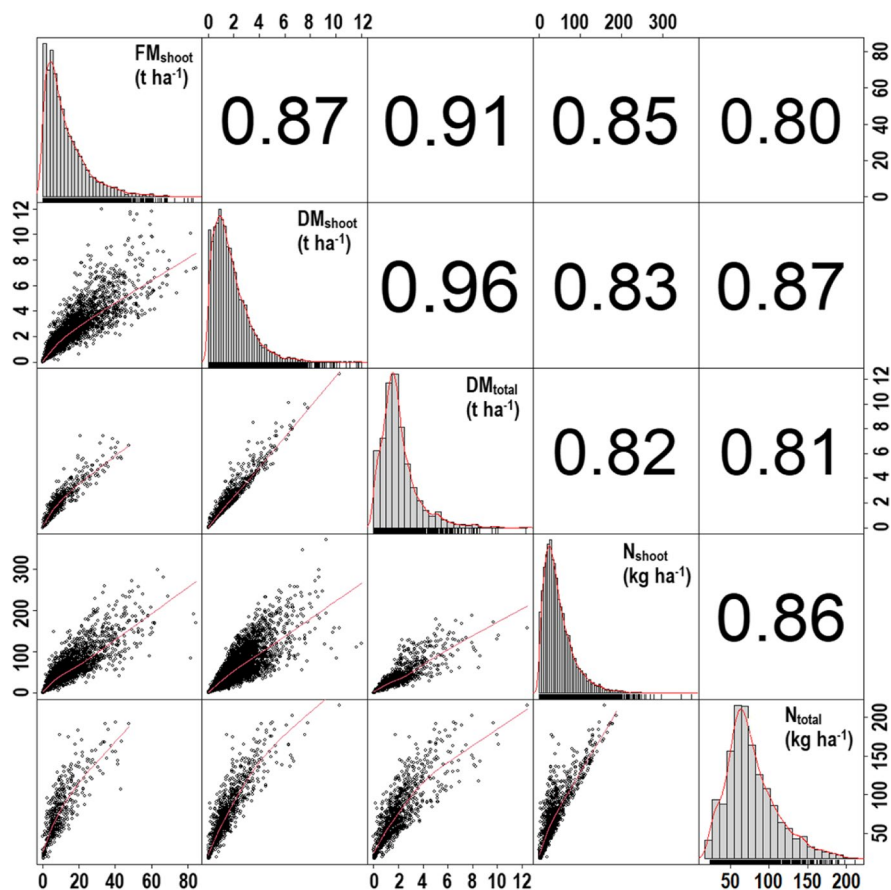 0 2 4 6 8 10 12
0 100 200 300
FMshoot
(t ha-1)
0.87
0.91
0.85
0.80
0 20 40 60 80
0 2 4 6 8 10 12
DMshoot
(t ha-1)
0.96
0.83
0.87
DMtotal
(t ha-1)
0.82
0.81
0 2 4 6 8 10 12
0 100 200 300
Nshoot
(kg ha-1)
0.86
Ntotal
(kg ha-1)
50 100 150 200
0 20 40 60 80
0 2 4 6 8 10 12
50 100 150 200